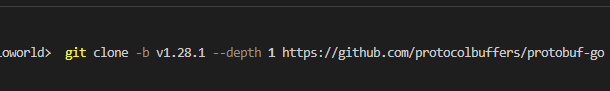 oworld> git clone -b v1.28.1 --depth 1 https://github.com/protocolbuffers/protobuf-go